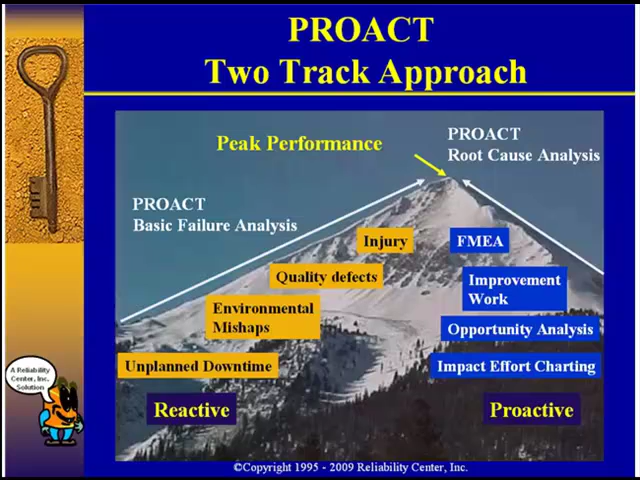 PROACT
Two Track Approach
Peak Performance
PROACT
Root Cause Analysis
PROACT
Basic Failure Analysis
Injury
FMEA
Quality defects
Improvement
Work
Environmental
Mishaps
Opportunity Analysis
Unplanned Downtime
Impact Effort Charting
A Reliability
Center, Inc.
Solution
Reactive
Proactive
©Copyright 1995 - 2009 Reliability Center, Inc.